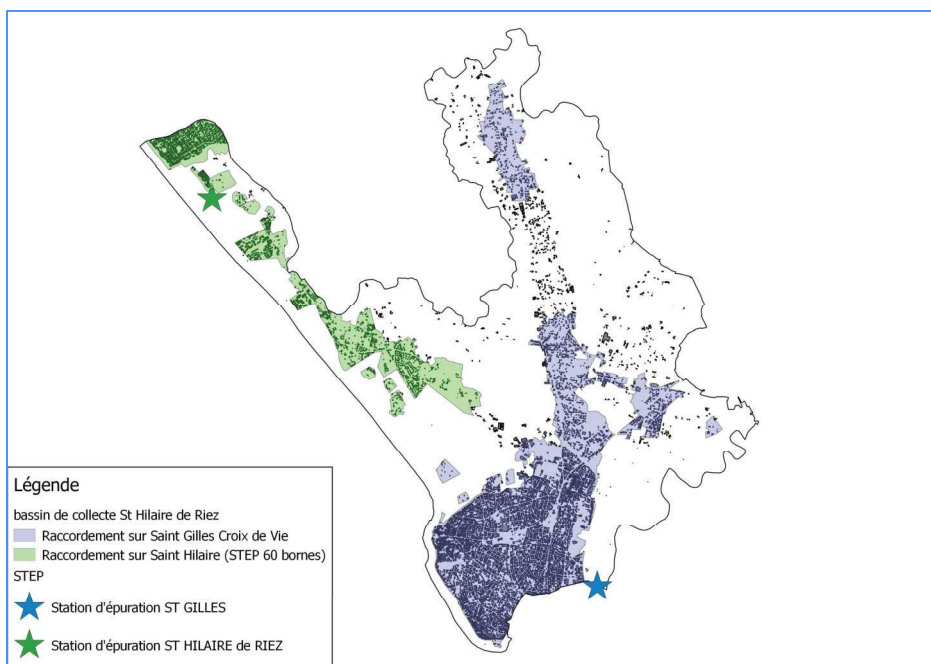 Légende
bassin de collecte St Hilaire de Riez
Raccordement sur Saint Gilles Croix de Vie
Raccordement sur Saint Hilaire (STEP 60 bornes)
STEP
Station d'épuration ST GILLES
Station d'épuration ST HILAIRE de RIEZ